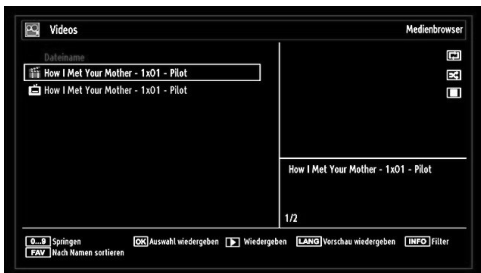 Videos Medienbrowser
Dateiname
How I Met Your Mother - 1x01 - Pilot
How I Met Your Mother - 1x01 - Pilot
How I Met Your Mother - 1x01 - Pilot
1/2
0...9 Springen OK Auswahl wiedergeben Wiedergeben LANG Vorschau wiedergeben INFO Filter
FAV Nach Namen sortieren